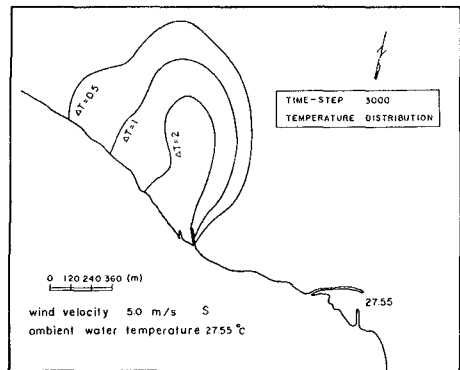 ΔT=0.5
ΔT=1
ΔT=2
TIME-STEP 3000
TEMPERATURE DISTRIBUTION
0 120 240 360 (m)
27.55
wind velocity 5.0 m/s S
ambient water temperature 27.55 °C